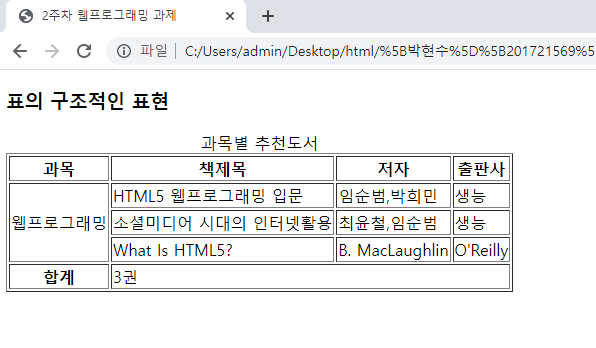 2주차 웹프로그래밍 과제
파일 C:/Users/admin/Desktop/html/%5B박현수%5D%5B201721569%5
표의 구조적인 표현
과목별 추천도서
과목 책제목 저자 출판사
웹프로그래밍 HTML5 웹프로그래밍 입문 임순범,박희민 생능
소셜미디어 시대의 인터넷활용 최윤철,임순범 생능
What Is HTML5? B. MacLaughlin O'Reilly
합계 3권